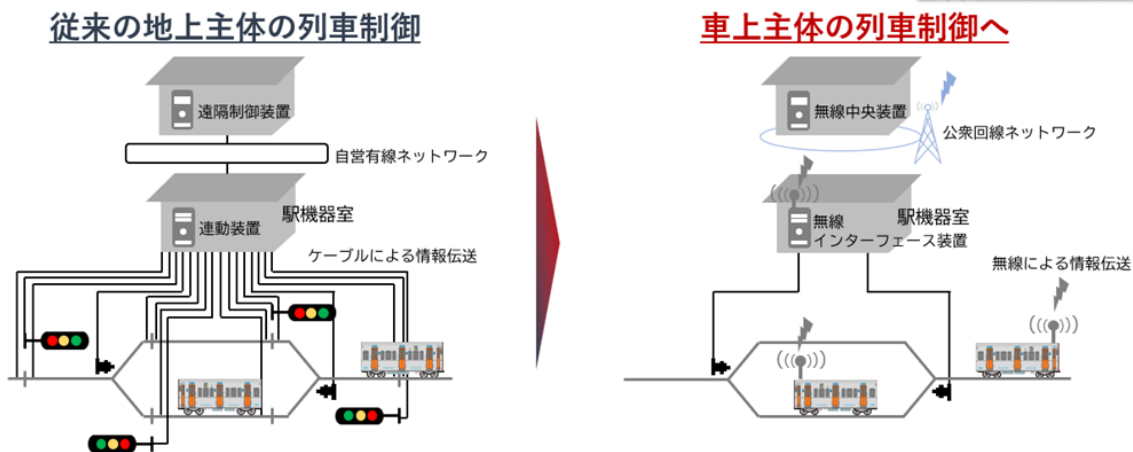 従来の地上主体の列車制御
遠隔制御装置
自営有線ネットワーク
連動装置
駅機器室
ケーブルによる情報伝送
車上主体の列車制御へ
無線中央装置
公衆回線ネットワーク
駅機器室
無線
インターフェース装置
無線による情報伝送